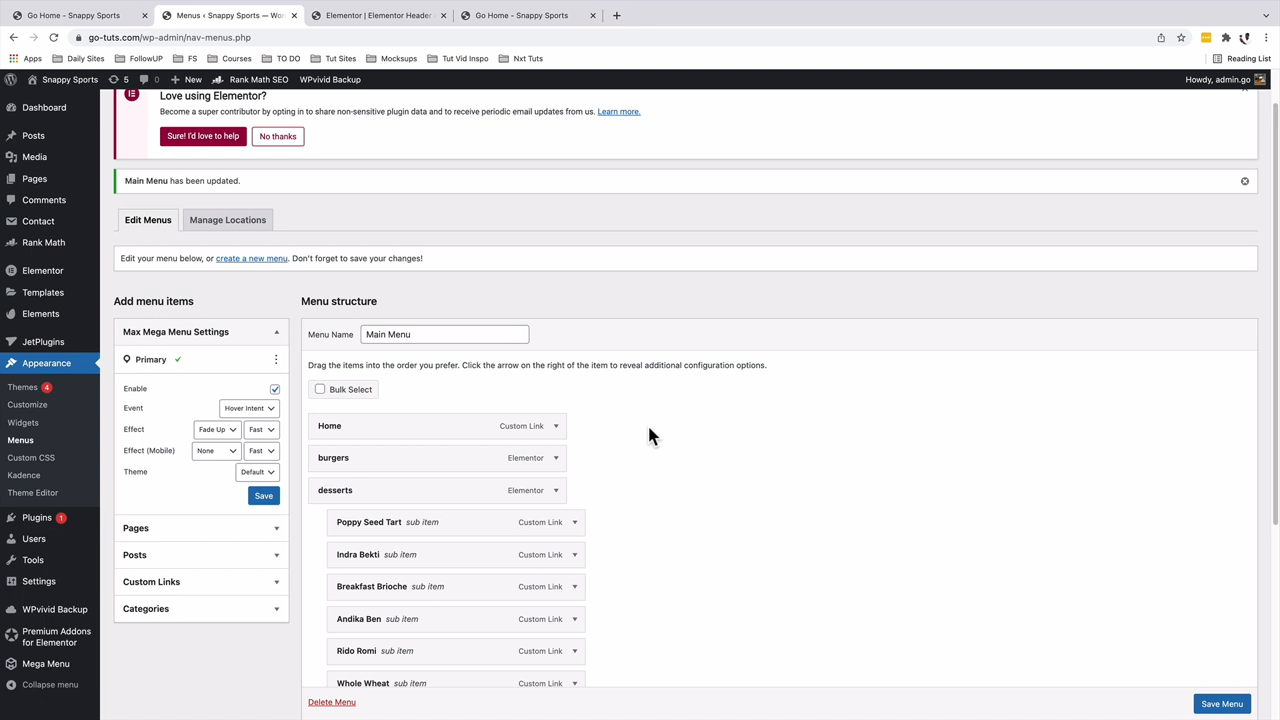 Go Home - Snappy Sports
Menus ‹ Snappy Sports — Wor
Elementor | Elementor Header
Go Home - Snappy Sports
go-tuts.com/wp-admin/nav-menus.php
Apps
Daily Sites
FollowUP
FS
Courses
TO DO
Tut Sites
Mockups
Tut Vid Inspo
Nxt Tuts
Reading List
Snappy Sports
5
0
New
Rank Math SEO
WPvivid Backup
Howdy, admin.go
Dashboard
Posts
Media
Pages
Comments
Contact
Rank Math
Elementor
Templates
Elements
JetPlugins
Appearance
Themes 4
Customize
Widgets
Menus
Custom CSS
Kadence
Theme Editor
Plugins 1
Users
Tools
Settings
WPvivid Backup
Premium Addons
for Elementor
Mega Menu
Collapse menu
Love using Elementor?
Become a super contributor by opting in to share non-sensitive plugin data and to receive periodic email updates from us. Learn more.
Sure! I'd love to help
No thanks
Main Menu has been updated.
Edit Menus
Manage Locations
Edit your menu below, or create a new menu. Don't forget to save your changes!
Add menu items
Max Mega Menu Settings
Primary
Enable
Event
Hover Intent
Effect
Fade Up
Fast
Effect (Mobile)
None
Fast
Theme
Default
Save
Pages
Posts
Custom Links
Categories
Menu structure
Menu Name
Main Menu
Drag the items into the order you prefer. Click the arrow on the right of the item to reveal additional configuration options.
Bulk Select
Home Custom Link
burgers Elementor
desserts Elementor
Poppy Seed Tart sub item Custom Link
Indra Bekti sub item Custom Link
Breakfast Brioche sub item Custom Link
Andika Ben sub item Custom Link
Rido Romi sub item Custom Link
Whole Wheat sub item Custom Link
Delete Menu
Save Menu